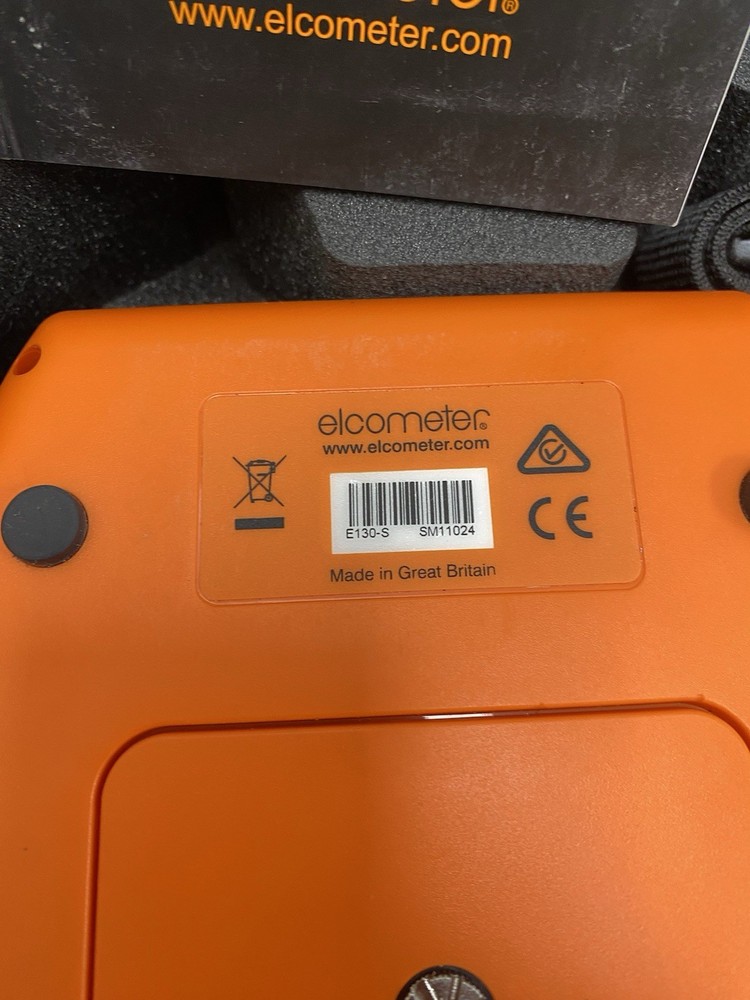 www.elcometer.com
elcometer®
www.elcometer.com
E130-S SM11024
Made in Great Britain
CE